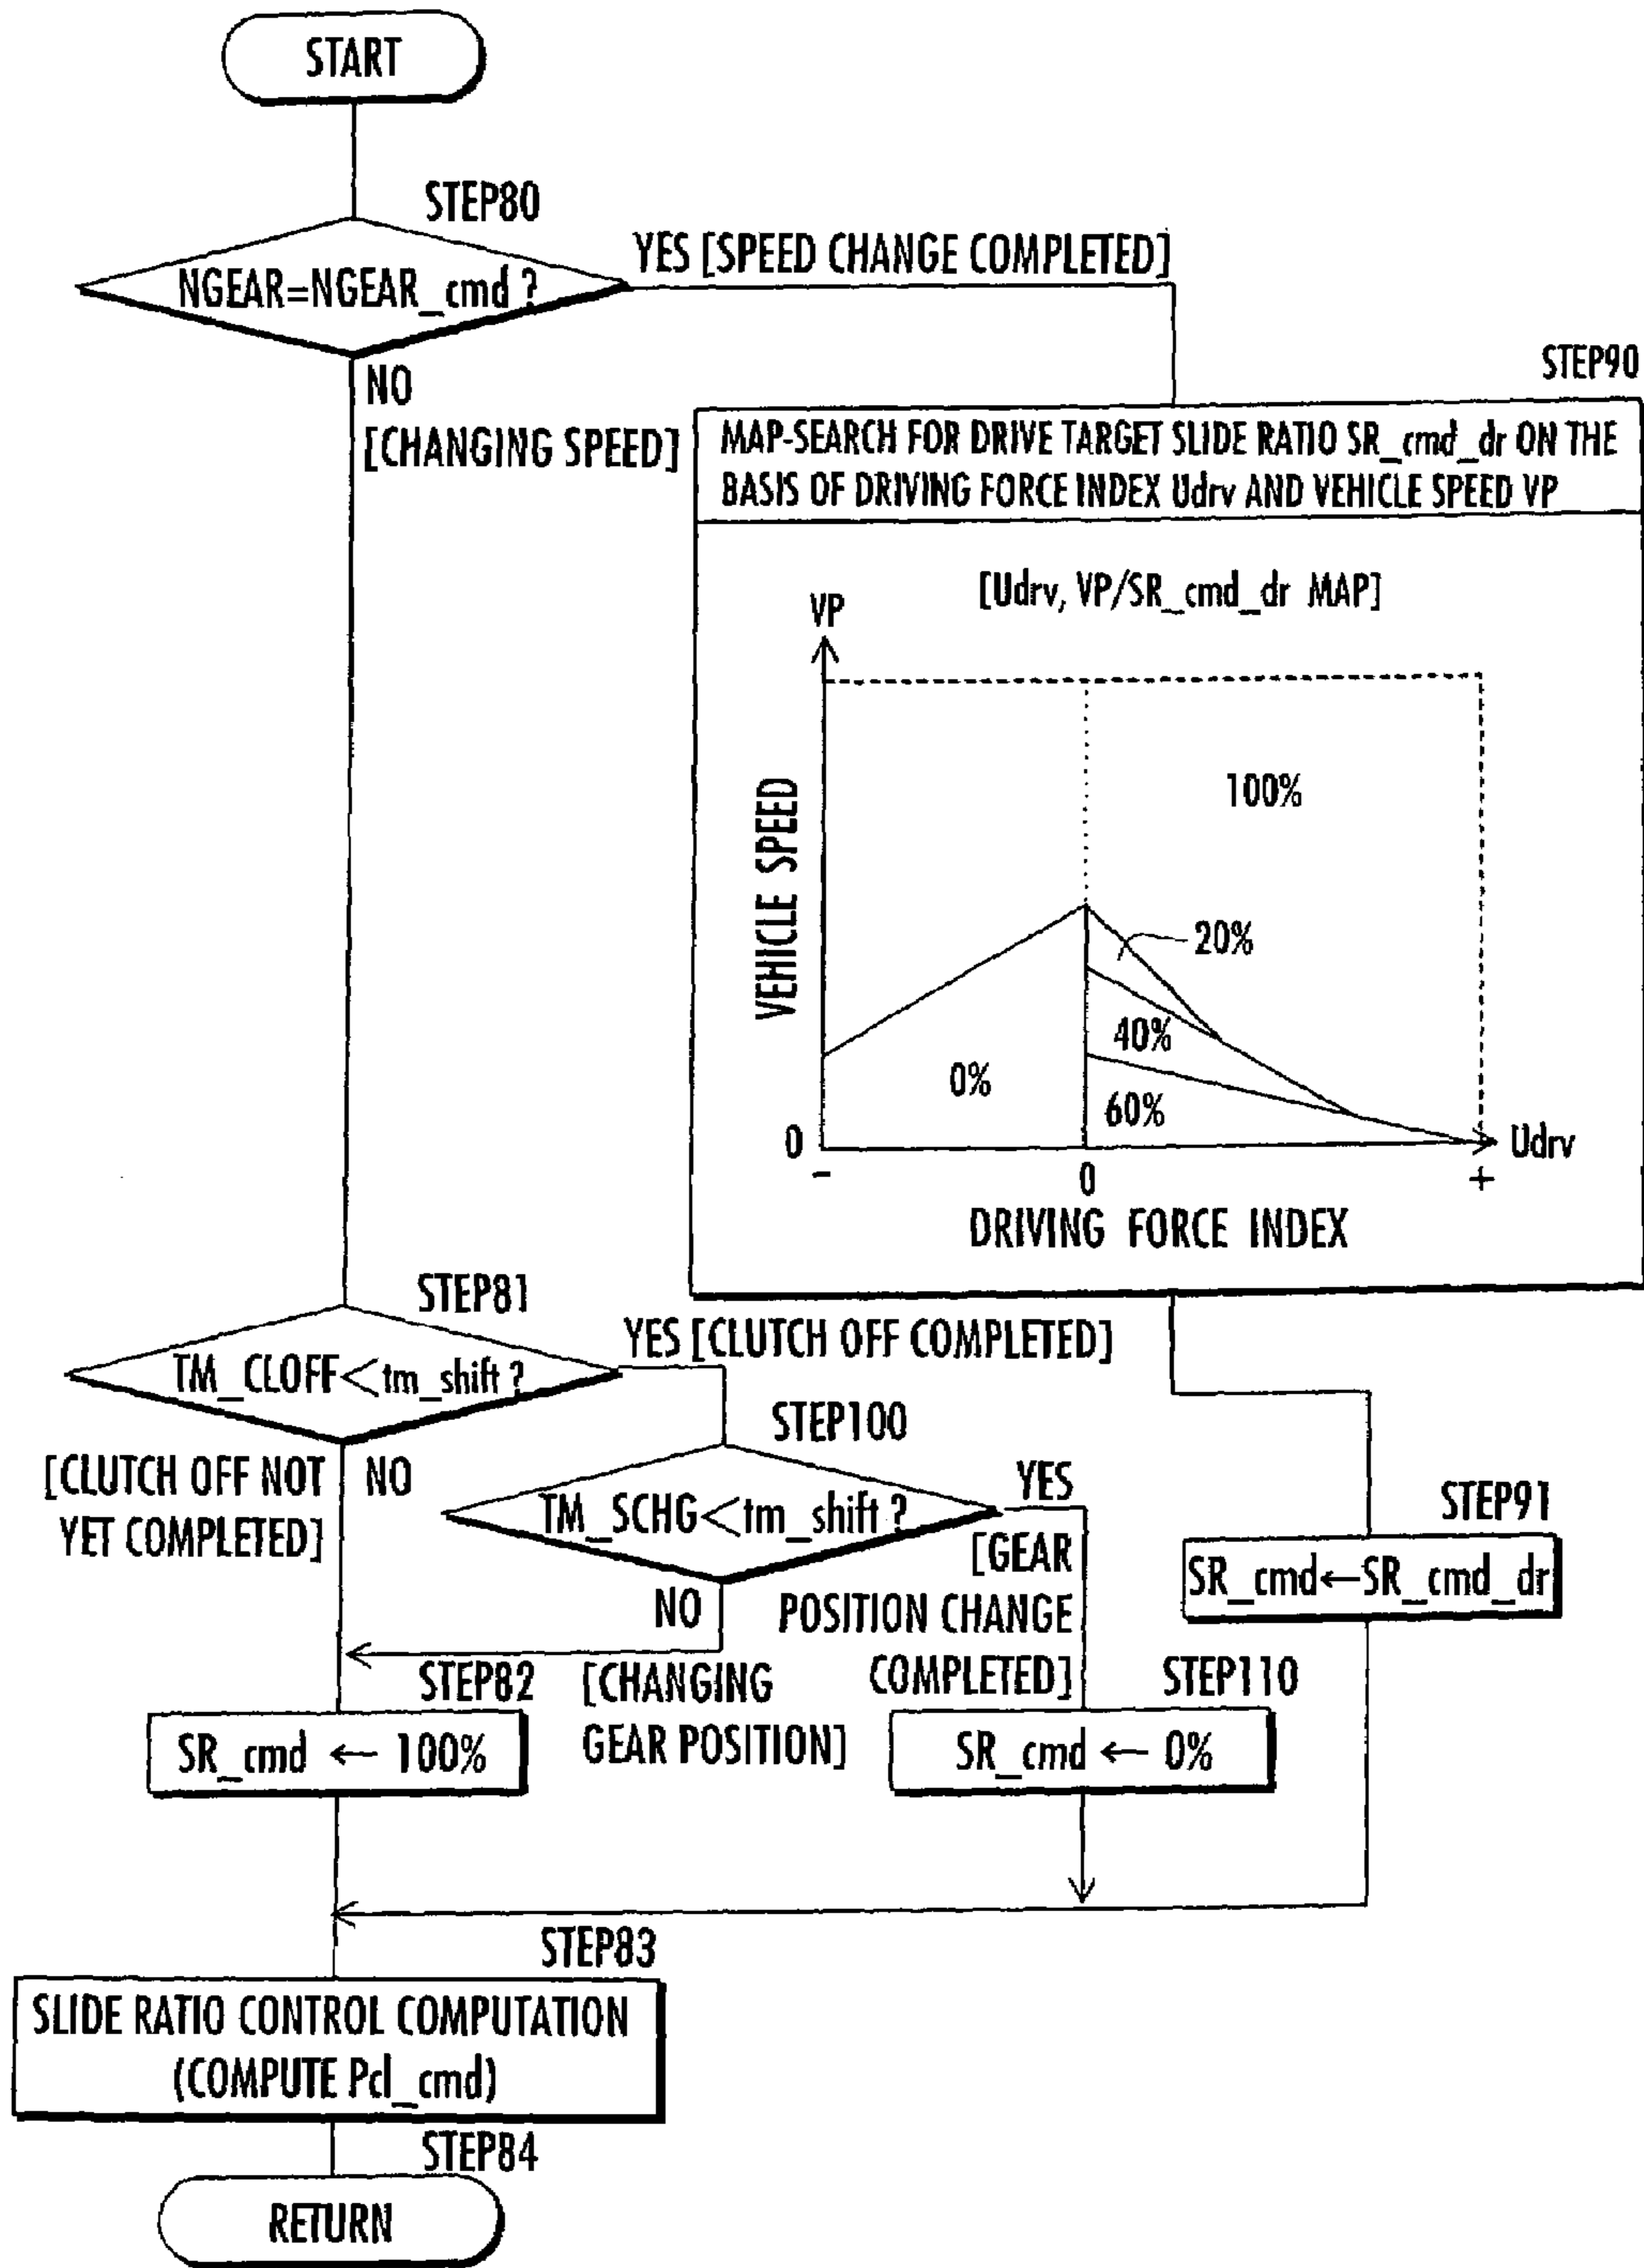 START
STEP80
NGEAR=NGEAR_cmd ?
YES [SPEED CHANGE COMPLETED]
NO
[CHANGING SPEED]
STEP90
MAP-SEARCH FOR DRIVE TARGET SLIDE RATIO SR_cmd_dr ON THE
BASIS OF DRIVING FORCE INDEX Udrv AND VEHICLE SPEED VP
[Udrv, VP/SR_cmd_dr MAP]
VP
VEHICLE SPEED
100%
20%
40%
0%
60%
0
Udrv
-
0
+
DRIVING FORCE INDEX
STEP81
TM_CLOFF<tm_shift ?
YES [CLUTCH OFF COMPLETED]
[CLUTCH OFF NOT
YET COMPLETED]
NO
STEP100
TM_SCHG<tm_shift ?
YES
[GEAR
POSITION CHANGE
COMPLETED]
NO
[CHANGING
GEAR POSITION]
STEP91
SR_cmd←SR_cmd_dr
STEP82
SR_cmd ← 100%
STEP110
SR_cmd ← 0%
STEP83
SLIDE RATIO CONTROL COMPUTATION
(COMPUTE Pcl_cmd)
STEP84
RETURN